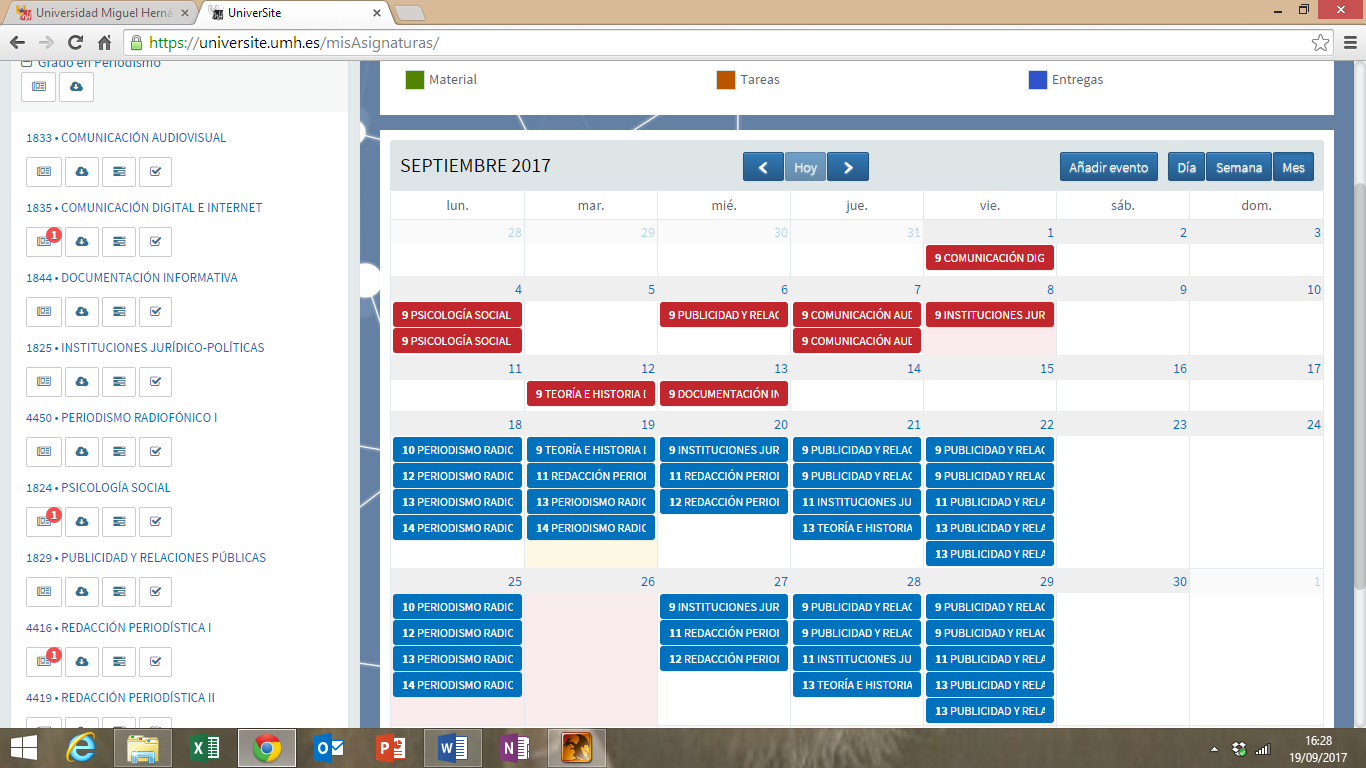 Universidad Miguel Herná
UniverSite
https://universite.umh.es/misAsignaturas/
Grado en Periodismo
1833 • COMUNICACIÓN AUDIOVISUAL
1835 • COMUNICACIÓN DIGITAL E INTERNET
1
1844 • DOCUMENTACIÓN INFORMATIVA
1825 • INSTITUCIONES JURÍDICO-POLÍTICAS
4450 • PERIODISMO RADIOFÓNICO I
1824 • PSICOLOGÍA SOCIAL
1
1829 • PUBLICIDAD Y RELACIONES PÚBLICAS
4416 • REDACCIÓN PERIODÍSTICA I
1
4419 • REDACCIÓN PERIODÍSTICA II
Material Tareas Entregas
SEPTIEMBRE 2017 Hoy Añadir evento Día Semana Mes
lun. mar. mié. jue. vie. sáb. dom.
28 29 30 31 1 2 3
9 COMUNICACIÓN DIG
4 5 6 7 8 9 10
9 PSICOLOGÍA SOCIAL 9 PUBLICIDAD Y RELAC 9 COMUNICACIÓN AUD 9 INSTITUCIONES JUR
9 PSICOLOGÍA SOCIAL 9 COMUNICACIÓN AUD
11 12 13 14 15 16 17
9 TEORÍA E HISTORIA D 9 DOCUMENTACIÓN IN
18 19 20 21 22 23 24
10 PERIODISMO RADIC 9 TEORÍA E HISTORIA D 9 INSTITUCIONES JUR 9 PUBLICIDAD Y RELAC 9 PUBLICIDAD Y RELAC
12 PERIODISMO RADIC 11 REDACCIÓN PERIOI 11 REDACCIÓN PERIOI 9 PUBLICIDAD Y RELAC 9 PUBLICIDAD Y RELAC
13 PERIODISMO RADIC 13 PERIODISMO RADIC 12 REDACCIÓN PERIOI 11 INSTITUCIONES JU 11 PUBLICIDAD Y RELA
14 PERIODISMO RADIC 14 PERIODISMO RADIC 13 TEORÍA E HISTORIA 13 PUBLICIDAD Y RELA
13 PUBLICIDAD Y RELA
25 26 27 28 29 30 1
10 PERIODISMO RADIC 9 INSTITUCIONES JUR 9 PUBLICIDAD Y RELAC 9 PUBLICIDAD Y RELAC
12 PERIODISMO RADIC 11 REDACCIÓN PERIOI 9 PUBLICIDAD Y RELAC 9 PUBLICIDAD Y RELAC
13 PERIODISMO RADIC 12 REDACCIÓN PERIOI 11 INSTITUCIONES JU 11 PUBLICIDAD Y RELA
14 PERIODISMO RADIC 13 TEORÍA E HISTORIA 13 PUBLICIDAD Y RELA
13 PUBLICIDAD Y RELA
16:28
19/09/2017